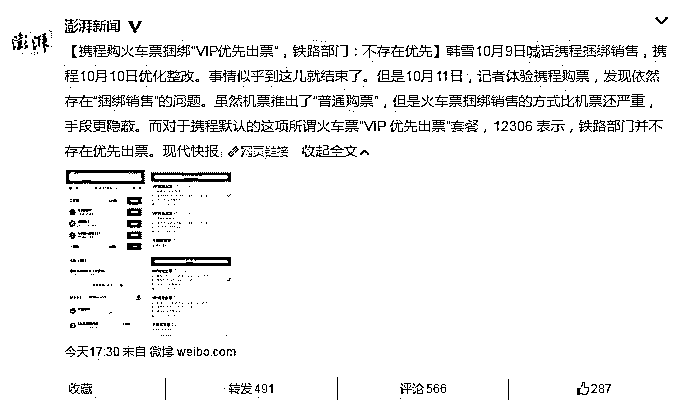 澎湃新闻 V
澎湃
【携程购火车票捆绑"VIP优先出票"，铁路部门：不存在优先】韩雪10月9日喊话携程捆绑销售，携
程10月10日优化整改。事情似乎到这儿就结束了。但是10月11日，记者体验携程购票，发现依然
存在"捆绑销售"的问题。虽然机票推出了"普通购票"，但是火车票捆绑销售的方式比机票还严重，
手段更隐蔽。而对于携程默认的这项所谓火车票"VIP 优先出票"套餐，12306 表示，铁路部门并不
存在优先出票。现代快报 网页链接 收起全文
今天17:30 来自 微博 weibo.com
收藏 转发 491 评论 566 287